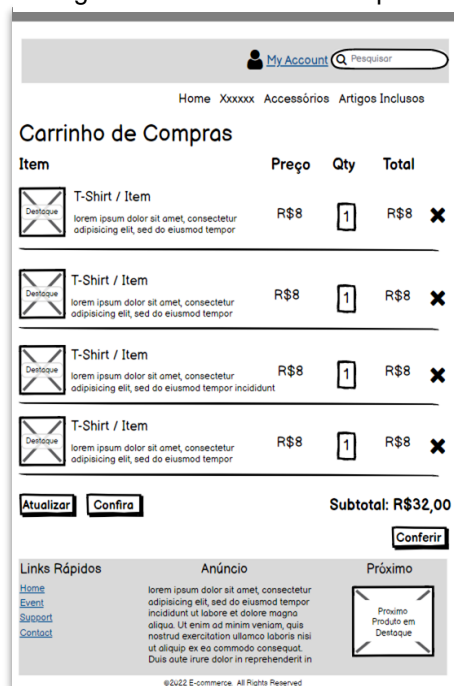 My Account Pesquisar
Home Xxxxxx Accessórios Artigos Inclusos
Carrinho de Compras
Item Preço Qty Total
T-Shirt / Item
Destaque
lorem ipsum dolor sit amet, consectetur
adipisicing elit, sed do eiusmod tempor
R$8 1 R$8
T-Shirt / Item
Destaque
lorem ipsum dolor sit amet, consectetur
adipisicing elit, sed do eiusmod tempor
R$8 1 R$8
T-Shirt / Item
Destaque
lorem ipsum dolor sit amet, consectetur
adipisicing elit, sed do eiusmod tempor incididunt
R$8 1 R$8
T-Shirt / Item
Destaque
lorem ipsum dolor sit amet, consectetur
adipisicing elit, sed do eiusmod tempor
R$8 1 R$8
Atualizar Confira Subtotal: R$32,00
Conferir
Links Rápidos
Home
Event
Support
Contact
Anúncio
lorem ipsum dolor sit amet, consectetur
adipisicing elit, sed do eiusmod tempor
incididunt ut labore et dolore magna
aliqua. Ut enim ad minim veniam, quis
nostrud exercitation ullamco laboris nisi
ut aliquip ex ea commodo consequat.
Duis aute irure dolor in reprehenderit in
Próximo
Proximo
Produto em
Destaque
©2022 E-commerce. All Rights Reserved